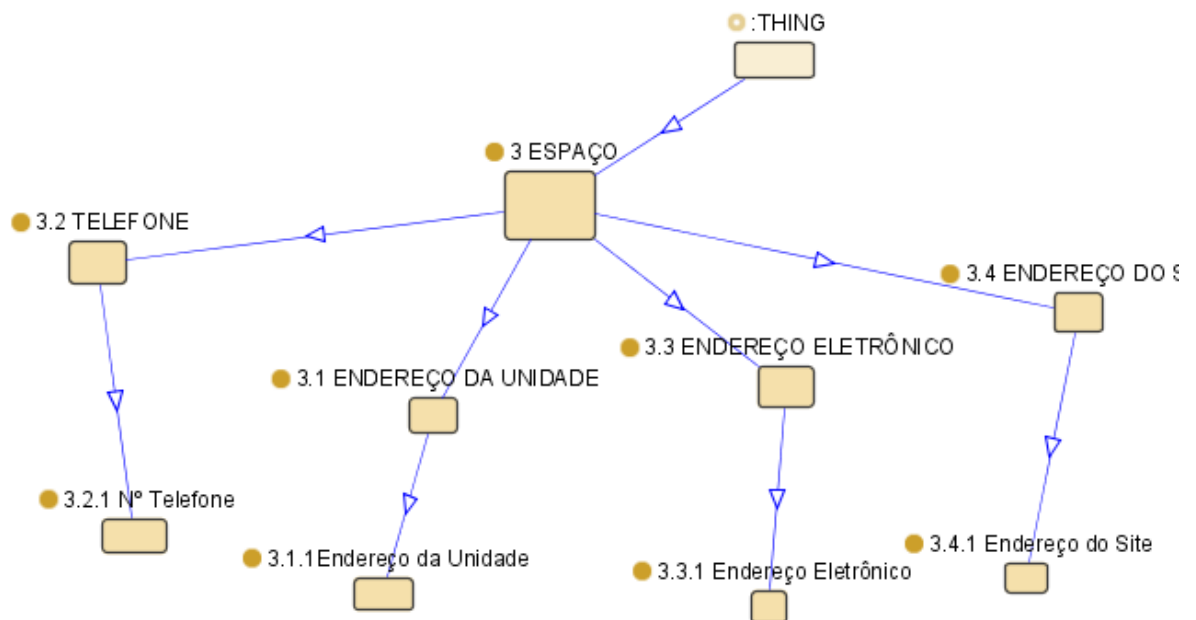 :THING
3 ESPAÇO
3.2 TELEFONE
3.4 ENDEREÇO DO S
3.3 ENDEREÇO ELETRÔNICO
3.1 ENDEREÇO DA UNIDADE
3.2.1 Nº Telefone
3.1.1Endereço da Unidade
3.3.1 Endereço Eletrônico
3.4.1 Endereço do Site